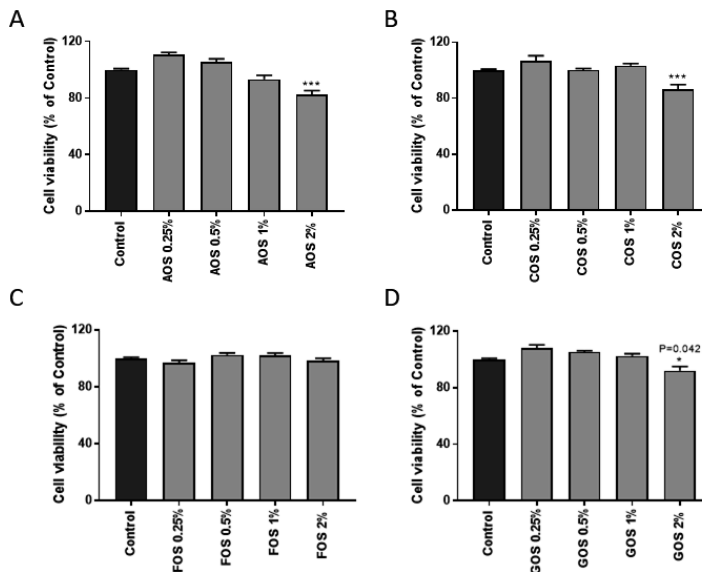 A
Cell viability (% of Control)
120
80
40
0
***
Control
AOS 0.25%
AOS 0.5%
AOS 1%
AOS 2%
B
Cell viability (% of Control)
120
80
40
0
***
Control
COS 0.25%
COS 0.5%
COS 1%
COS 2%
C
Cell viability (% of Control)
120
80
40
0
Control
FOS 0.25%
FOS 0.5%
FOS 1%
FOS 2%
D
Cell viability (% of Control)
120
80
40
0
P=0.042
*
Control
GOS 0.25%
GOS 0.5%
GOS 1%
GOS 2%